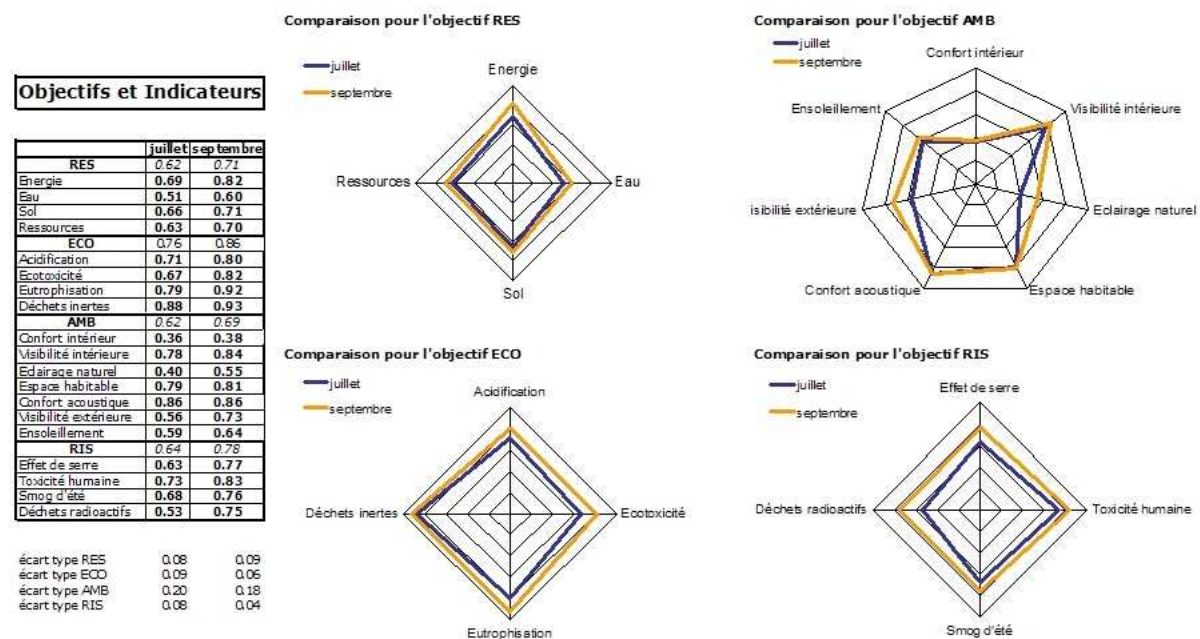 Objectifs et Indicateurs
juillet septembre
RES 0.62 0.71
Energie 0.69 0.82
Eau 0.51 0.60
Sol 0.66 0.71
Ressources 0.63 0.70
ECO 0.76 0.86
Acidification 0.71 0.80
Ecotoxicité 0.67 0.82
Eutrophisation 0.79 0.92
Déchets inertes 0.88 0.93
AMB 0.62 0.69
Confort intérieur 0.36 0.38
Visibilité intérieure 0.78 0.84
Eclairage naturel 0.40 0.55
Espace habitable 0.79 0.81
Confort acoustique 0.86 0.86
Visibilité extérieure 0.56 0.73
Ensoleillement 0.59 0.64
RIS 0.64 0.78
Effet de serre 0.63 0.77
Toxicité humaine 0.73 0.83
Smog d'été 0.68 0.76
Déchets radioactifs 0.53 0.75
écart type RES 0.08 0.09
écart type ECO 0.09 0.06
écart type AMB 0.20 0.18
écart type RIS 0.08 0.04
Comparaison pour l'objectif RES
juillet
septembre
Energie
Ressources
Eau
Sol
Comparaison pour l'objectif AMB
juillet
septembre
Confort intérieur
Ensoleillement
Visibilité intérieure
isibilité extérieure
Eclairage naturel
Confort acoustique
Espace habitable
Comparaison pour l'objectif ECO
juillet
septembre
Acidification
Déchets inertes
Ecotoxicité
Eutrophisation
Comparaison pour l'objectif RIS
juillet
septembre
Effet de serre
Déchets radioactifs
Toxicité humaine
Smog d'été